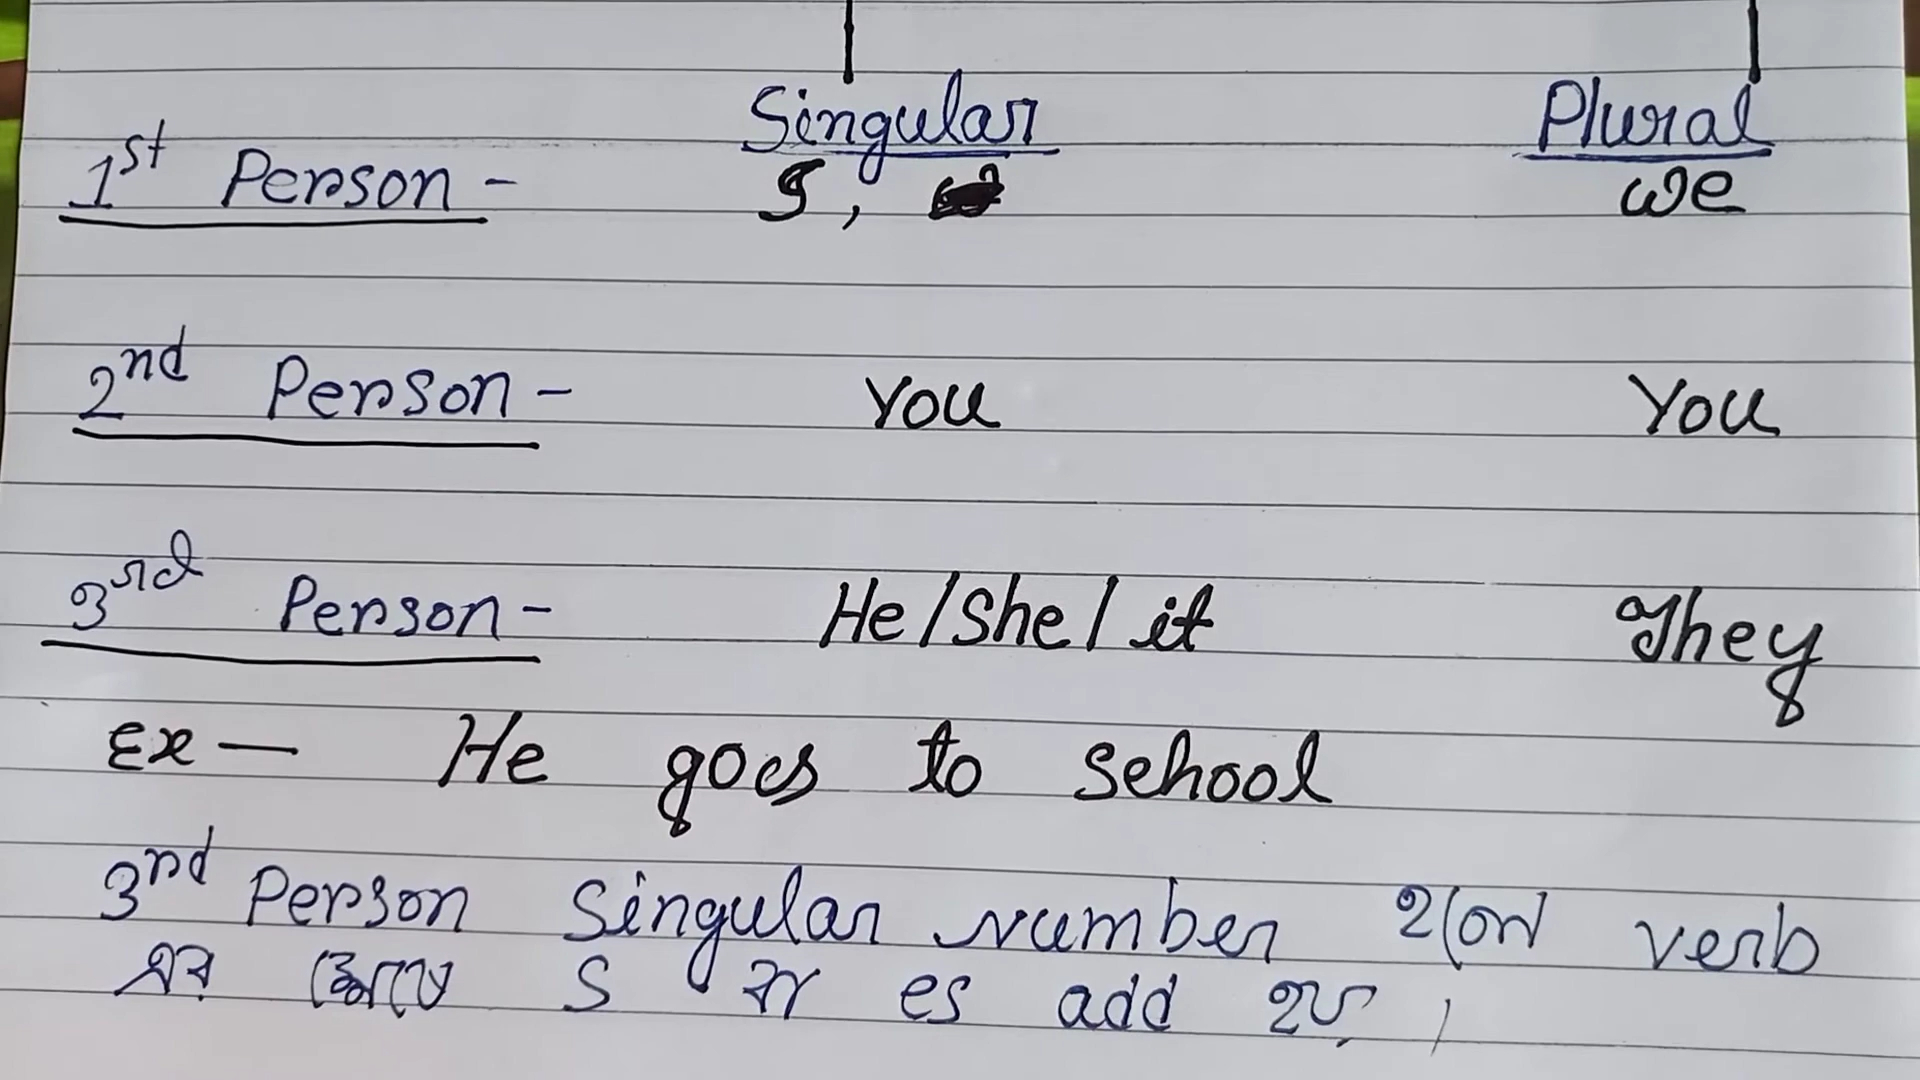 Singular Plural
1st Person - I, we
2nd Person - You You
3rd Person - He/She/it They
Ex — He goes to school
3rd Person Singular number হলে verb
এর শেষে s বা es add হয়।